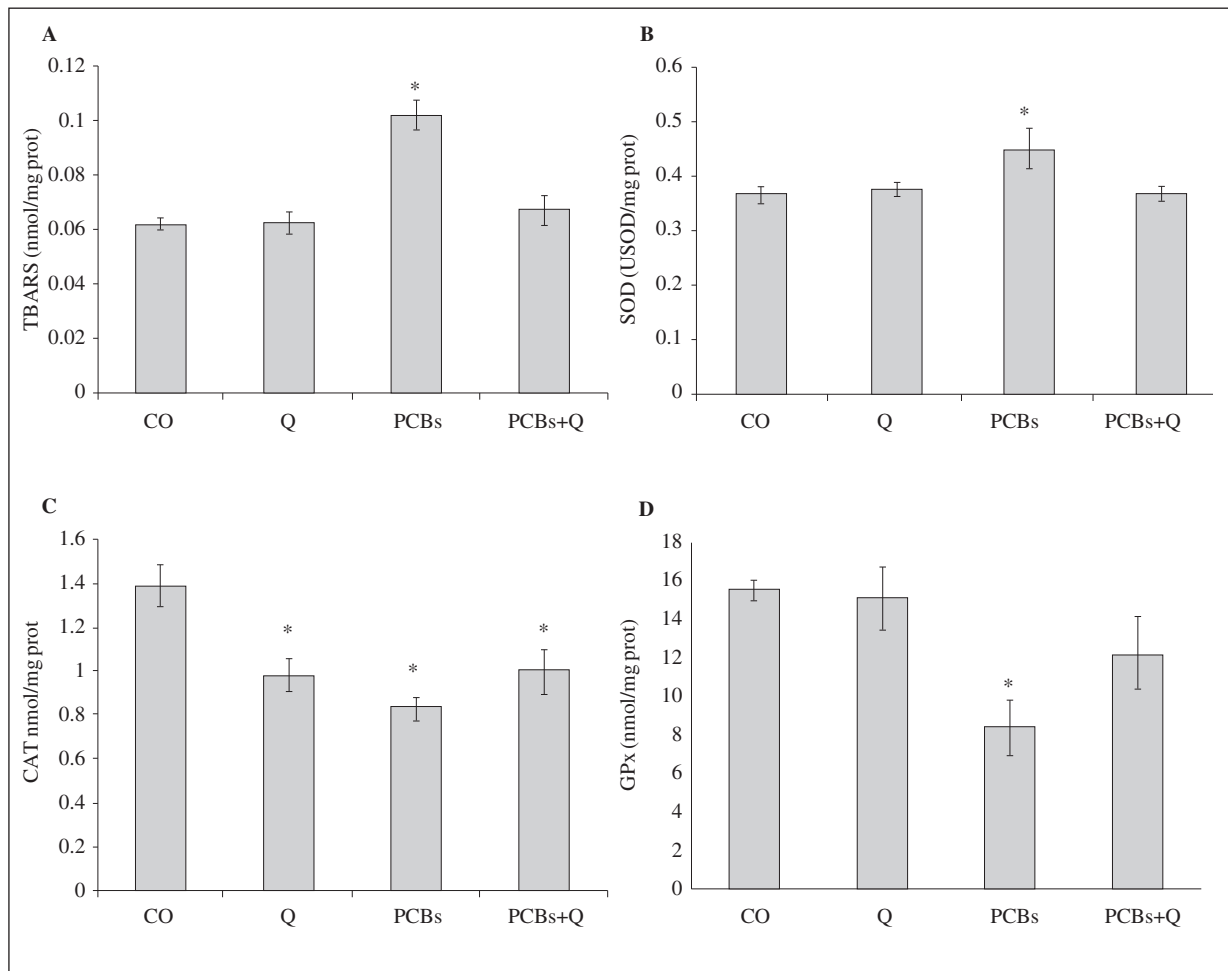 A
TBARS (nmol/mg prot)
0.12
0.1
0.08
0.06
0.04
0.02
0
*
CO Q PCBs PCBs+Q
B
SOD (USOD/mg prot)
0.6
0.5
0.4
0.3
0.2
0.1
0
*
CO Q PCBs PCBs+Q
C
CAT nmol/mg prot
1.6
1.4
1.2
1
0.8
0.6
0.4
0.2
0
* * *
CO Q PCBs PCBs+Q
D
GPx (nmol/mg prot)
18
16
14
12
10
8
6
4
2
0
*
CO Q PCBs PCBs+Q